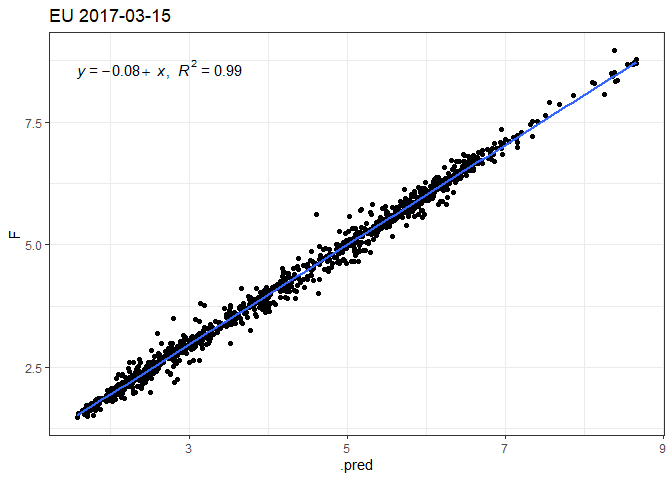 EU 2017-03-15
y = −0.08 + x, R² = 0.99
7.5
5.0
2.5
F
3
5
7
9
.pred